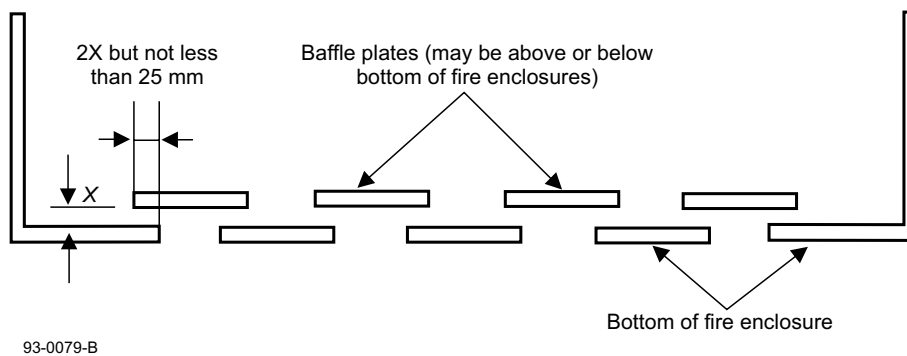 2X but not less
than 25 mm
Baffle plates (may be above or below
bottom of fire enclosures)
X
Bottom of fire enclosure
93-0079-B